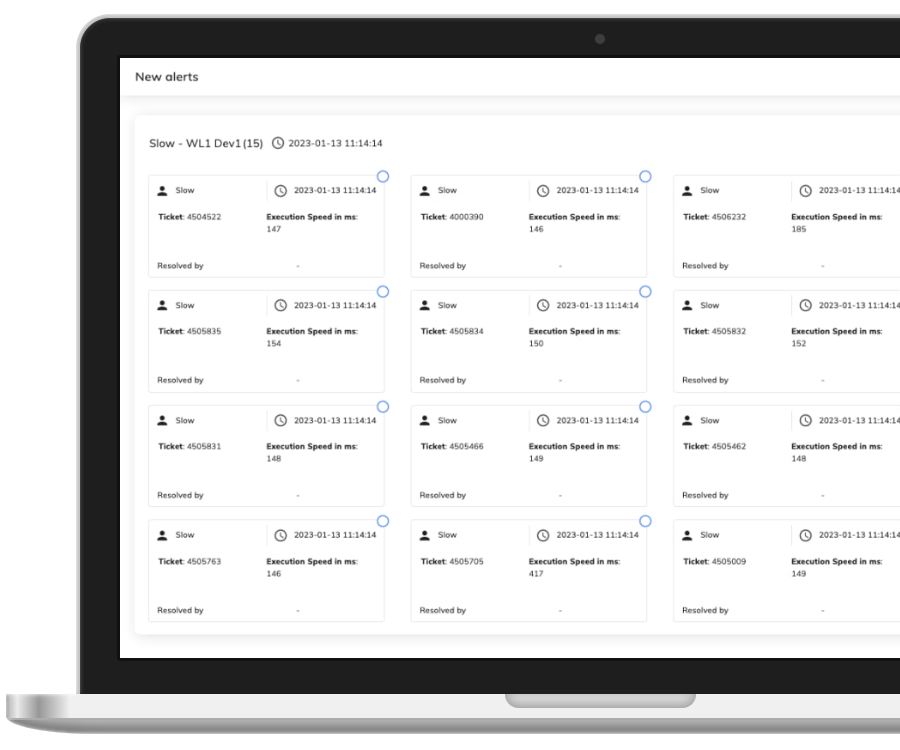 New alerts
Slow - WL1 Dev1 (15) 2023-01-13 11:14:14
Slow 2023-01-13 11:14:14
Ticket: 4504522 Execution Speed in ms:
147
Resolved by -
Slow 2023-01-13 11:14:14
Ticket: 4000390 Execution Speed in ms:
146
Resolved by -
Slow 2023-01-13 11:14:14
Ticket: 4506232 Execution Speed in ms:
185
Resolved by -
Slow 2023-01-13 11:14:14
Ticket: 4505835 Execution Speed in ms:
154
Resolved by -
Slow 2023-01-13 11:14:14
Ticket: 4505834 Execution Speed in ms:
150
Resolved by -
Slow 2023-01-13 11:14:14
Ticket: 4505832 Execution Speed in ms:
152
Resolved by -
Slow 2023-01-13 11:14:14
Ticket: 4505831 Execution Speed in ms:
148
Resolved by -
Slow 2023-01-13 11:14:14
Ticket: 4505466 Execution Speed in ms:
149
Resolved by -
Slow 2023-01-13 11:14:14
Ticket: 4505462 Execution Speed in ms:
148
Resolved by -
Slow 2023-01-13 11:14:14
Ticket: 4505763 Execution Speed in ms:
146
Resolved by -
Slow 2023-01-13 11:14:14
Ticket: 4505705 Execution Speed in ms:
417
Resolved by -
Slow 2023-01-13 11:14:14
Ticket: 4505009 Execution Speed in ms:
149
Resolved by -